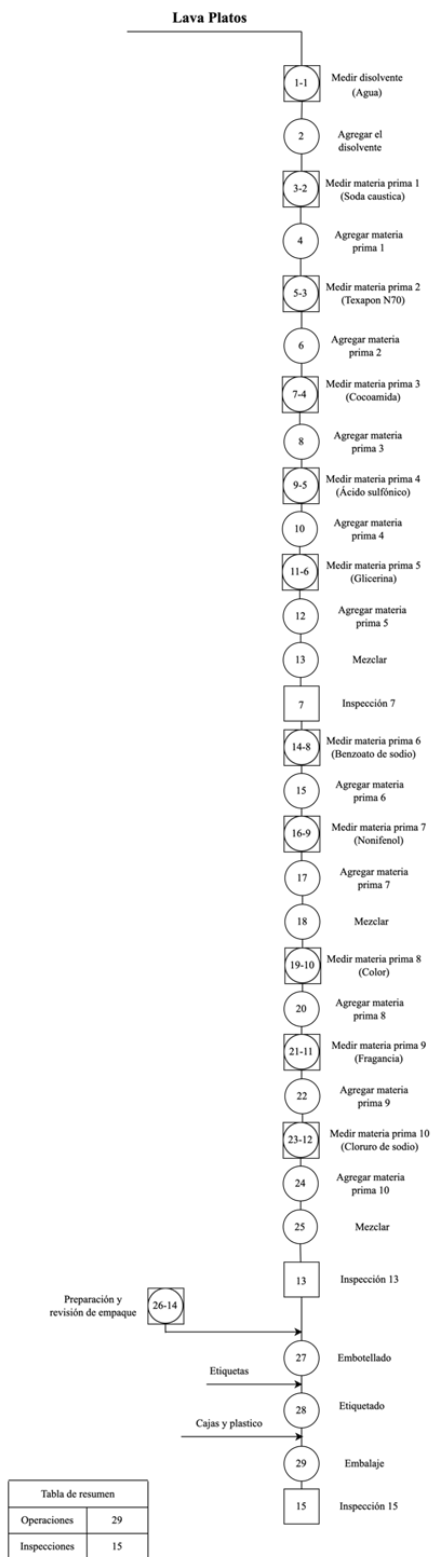 Lava Platos
1-1
Medir disolvente
(Agua)
2
Agregar el
disolvente
3-2
Medir materia prima 1
(Soda caustica)
4
Agregar materia
prima 1
5-3
Medir materia prima 2
(Texapon N70)
6
Agregar materia
prima 2
7-4
Medir materia prima 3
(Cocoamida)
8
Agregar materia
prima 3
9-5
Medir materia prima 4
(Ácido sulfónico)
10
Agregar materia
prima 4
11-6
Medir materia prima 5
(Glicerina)
12
Agregar materia
prima 5
13
Mezclar
7
Inspección 7
14-8
Medir materia prima 6
(Benzoato de sodio)
15
Agregar materia
prima 6
16-9
Medir materia prima 7
(Nonifenol)
17
Agregar materia
prima 7
18
Mezclar
19-10
Medir materia prima 8
(Color)
20
Agregar materia
prima 8
21-11
Medir materia prima 9
(Fragancia)
22
Agregar materia
prima 9
23-12
Medir materia prima 10
(Cloruro de sodio)
24
Agregar materia
prima 10
25
Mezclar
13
Inspección 13
Preparación y
revisión de empaque
26-14
27
Embotellado
Etiquetas
28
Etiquetado
Cajas y plastico
29
Embalaje
15
Inspección 15
Tabla de resumen
Operaciones 29
Inspecciones 15